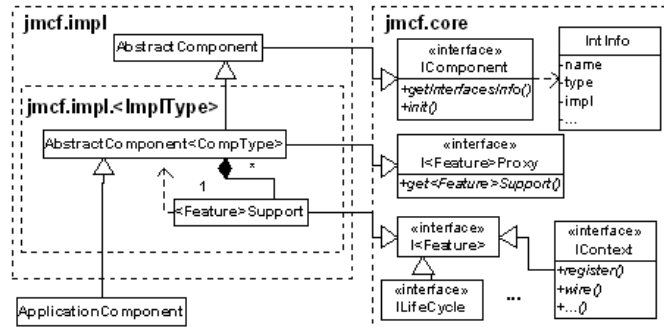 jmcf.impl
AbstractComponent
jmcf.impl.<ImplType>
AbstractComponent<CompType>
*
1
<Feature>Support
ApplicationComponent
jmcf.core
«interface»
IComponent
+getInterfacesInfo()
+init()
IntInfo
-name
-type
-impl
-...
«interface»
I<Feature>Proxy
+get<Feature>Support()
«interface»
I<Feature>
«interface»
IContext
+register()
+wire()
+...()
«interface»
ILifeCycle
...